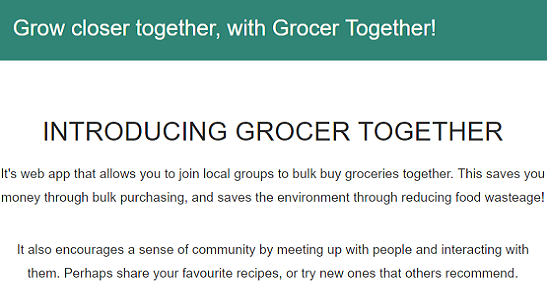 Grow closer together, with Grocer Together!
INTRODUCING GROCER TOGETHER
It's web app that allows you to join local groups to bulk buy groceries together. This saves you
money through bulk purchasing, and saves the environment through reducing food wasteage!
It also encourages a sense of community by meeting up with people and interacting with
them. Perhaps share your favourite recipes, or try new ones that others recommend.